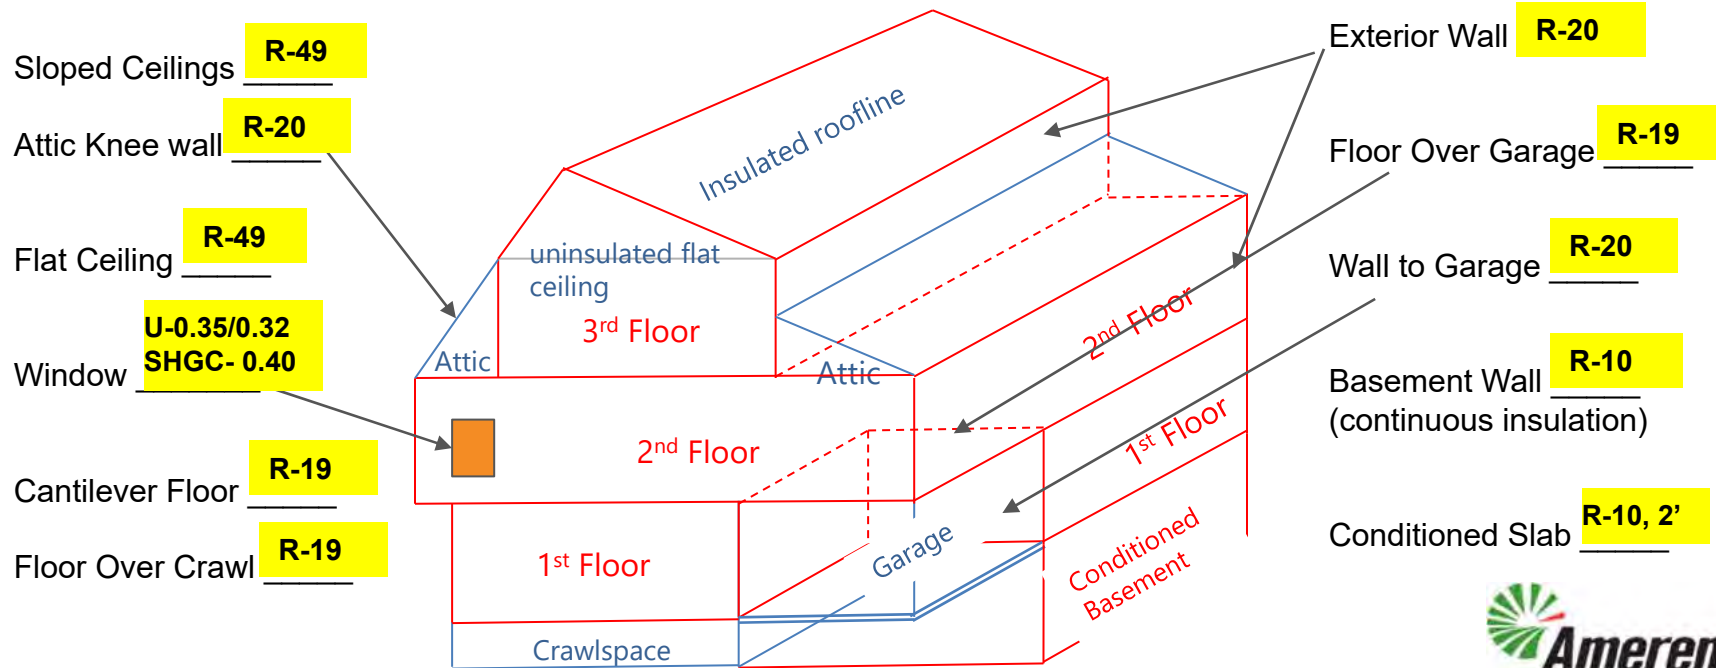 Sloped Ceilings R-49
Attic Knee wall R-20
Flat Ceiling R-49
Window U-0.35/0.32
SHGC- 0.40
Cantilever Floor R-19
Floor Over Crawl R-19
Insulated roofline
uninsulated flat
ceiling
3rd Floor
Attic
Attic
2nd Floor
2nd Floor
1st Floor
1st Floor
Garage
Conditioned
Basement
Crawlspace
Exterior Wall R-20
Floor Over Garage R-19
Wall to Garage R-20
Basement Wall R-10
(continuous insulation)
Conditioned Slab R-10, 2’
Ameren